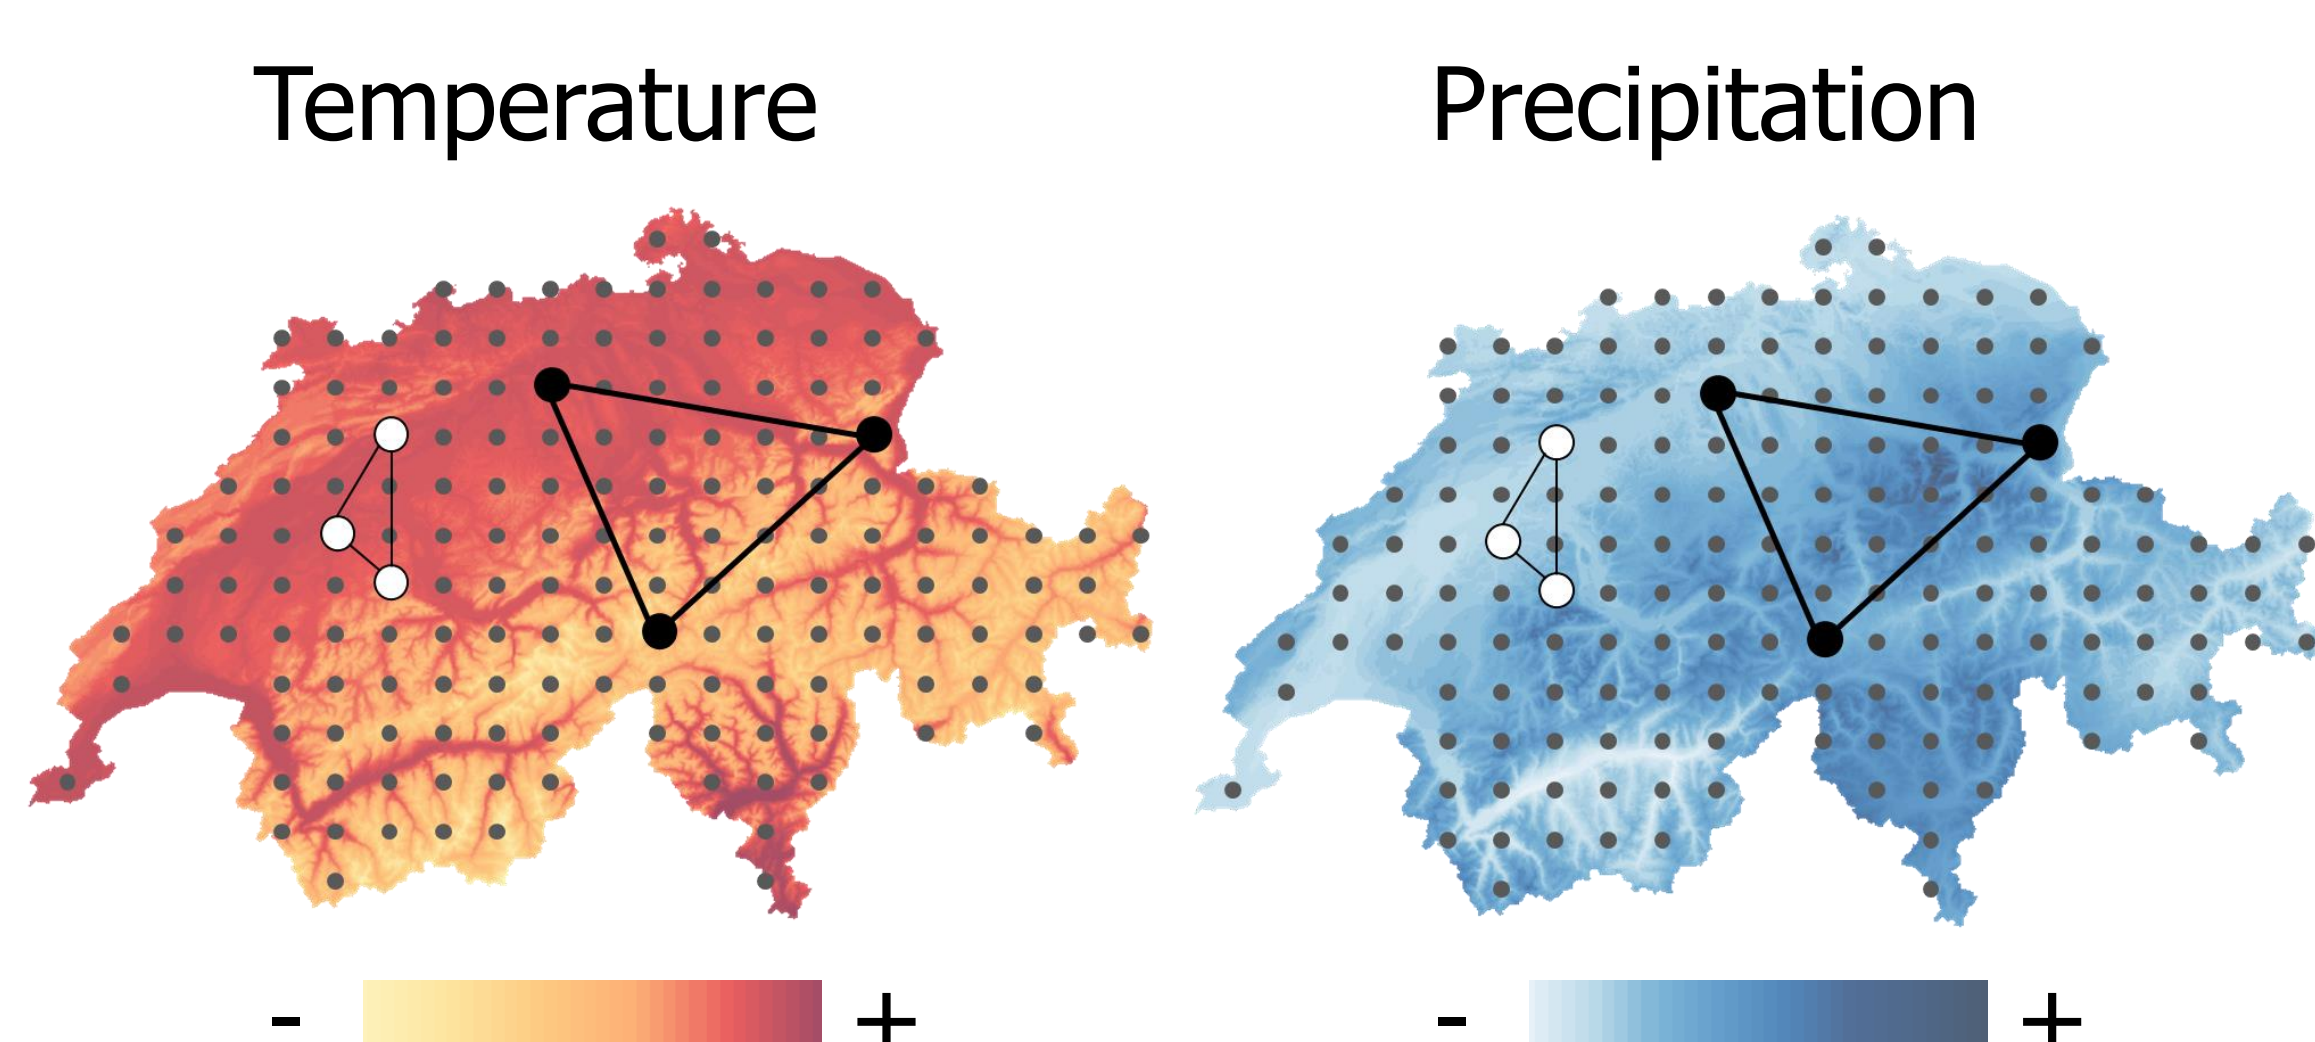 Temperature
Precipitation
- +
- +